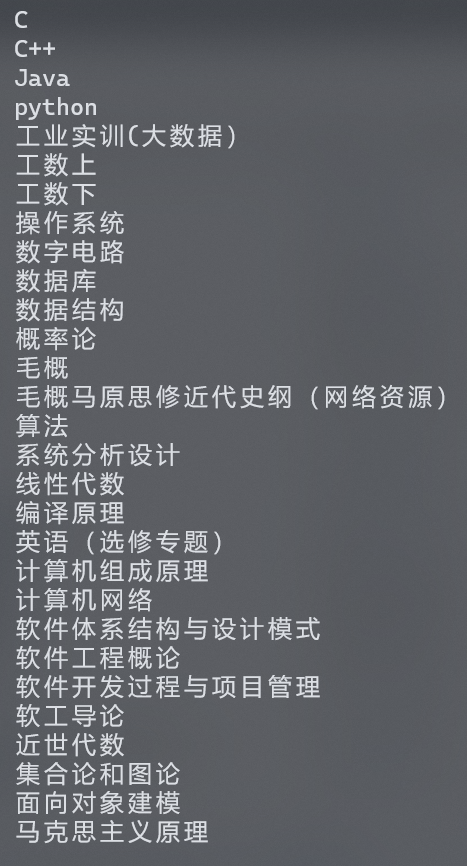 C
C++
Java
python
工业实训(大数据)
工数上
工数下
操作系统
数字电路
数据库
数据结构
概率论
毛概
毛概马原思修近代史纲（网络资源）
算法
系统分析设计
线性代数
编译原理
英语（选修专题）
计算机组成原理
计算机网络
软件体系结构与设计模式
软件工程概论
软件开发过程与项目管理
软工导论
近世代数
集合论和图论
面向对象建模
马克思主义原理